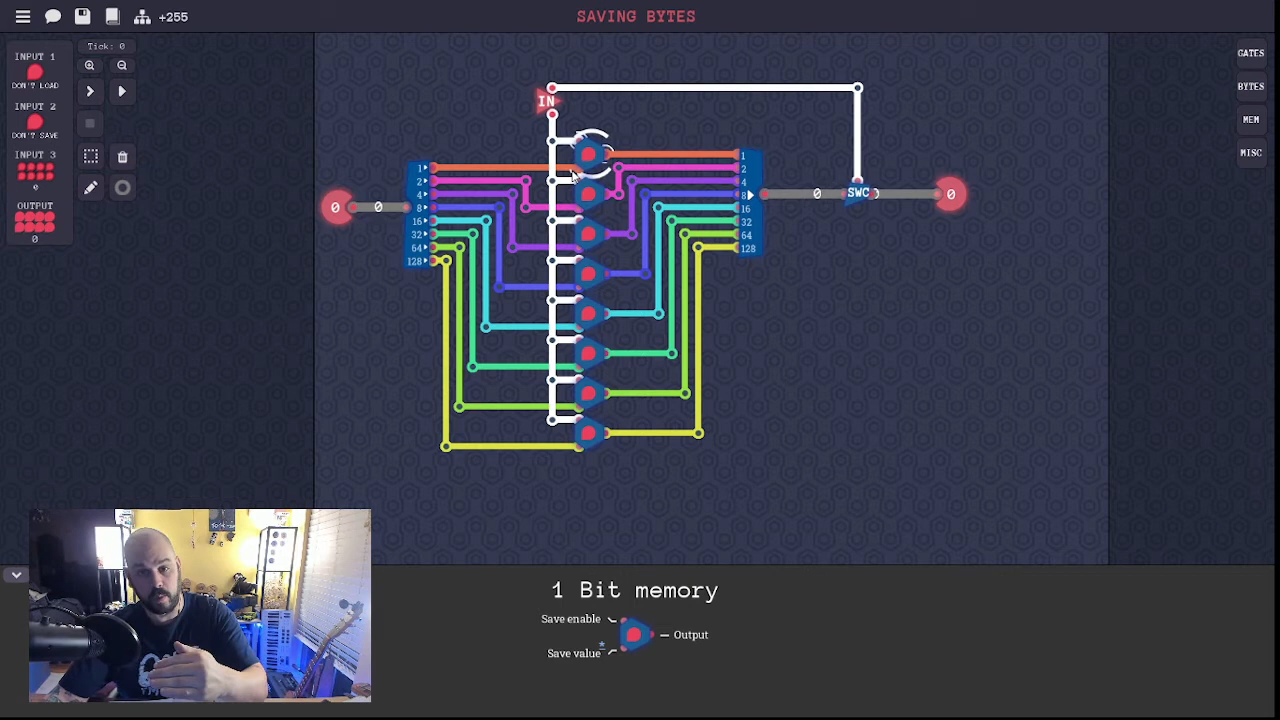 +255
SAVING BYTES
INPUT 1
DON'T LOAD
INPUT 2
DON'T SAVE
INPUT 3
0
OUTPUT
0
Tick: 0
GATES
BYTES
MEM
MISC
IN
0
0
1
2
4
8
16
32
64
128
1
2
4
8
16
32
64
128
0
SWC
0
1 Bit memory
Save enable
Save value
Output